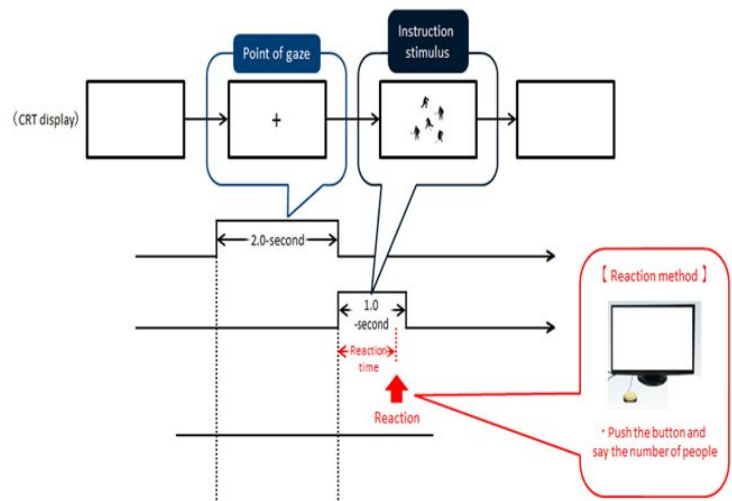 Point of gaze
Instruction
stimulus
(CRT display)
+
2.0-second
1.0
-second
Reaction
time
Reaction
【 Reaction method 】
・Push the button and
say the number of people